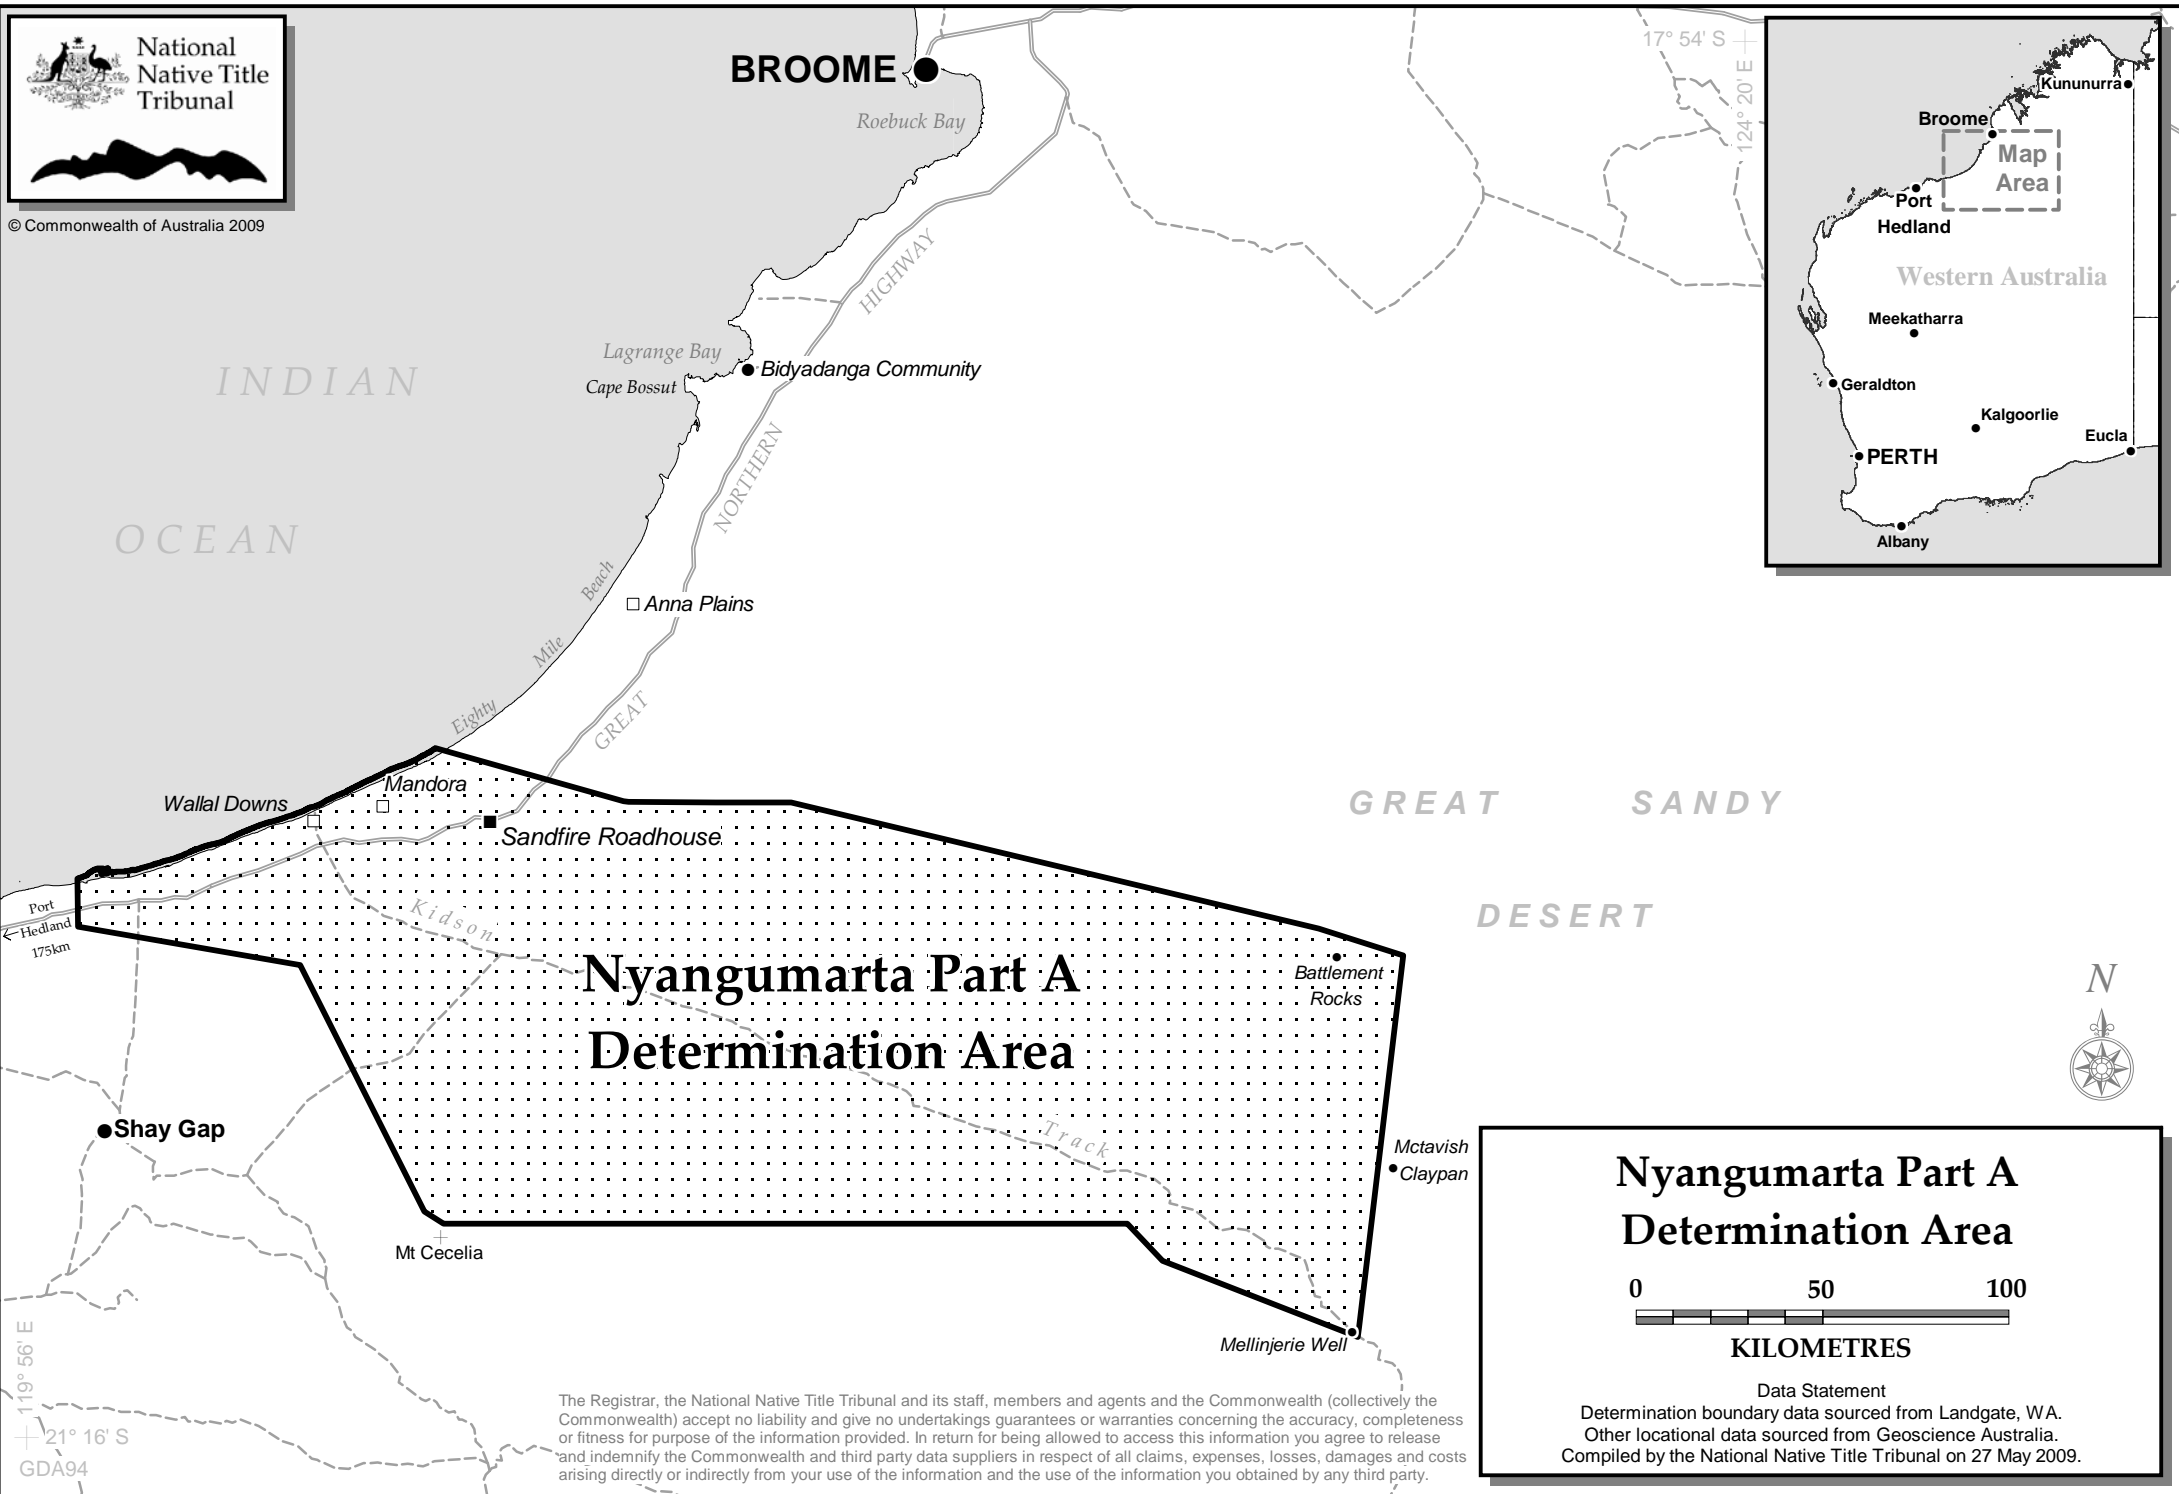 National
Native Title
Tribunal
© Commonwealth of Australia 2009
BROOME
Roebuck Bay
17° 54' S
124° 20' E
INDIAN
OCEAN
Lagrange Bay
Cape Bossut
Bidyadanga Community
HIGHWAY
NORTHERN
GREAT
Eighty
Mile
Beach
Anna Plains
Mandora
Wallal Downs
Sandfire Roadhouse
Port
Hedland
175km
Kidson
Track
Nyangumarta Part A
Determination Area
GREAT SANDY
DESERT
Battlement
Rocks
Mctavish
Claypan
Shay Gap
Mt Cecelia
Mellinjerie Well
119° 56' E
21° 16' S
GDA94
Kununurra
Broome
Map
Area
Port
Hedland
Western Australia
Meekatharra
Geraldton
Kalgoorlie
Eucla
PERTH
Albany
N
The Registrar, the National Native Title Tribunal and its staff, members and agents and the Commonwealth (collectively the
Commonwealth) accept no liability and give no undertakings guarantees or warranties concerning the accuracy, completeness
or fitness for purpose of the information provided. In return for being allowed to access this information you agree to release
and indemnify the Commonwealth and third party data suppliers in respect of all claims, expenses, losses, damages and costs
arising directly or indirectly from your use of the information and the use of the information you obtained by any third party.
Nyangumarta Part A
Determination Area
0 50 100
KILOMETRES
Data Statement
Determination boundary data sourced from Landgate, WA.
Other locational data sourced from Geoscience Australia.
Compiled by the National Native Title Tribunal on 27 May 2009.